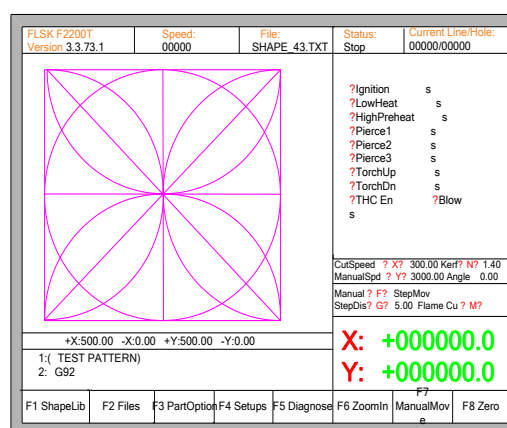 FLSK F2200T Speed: File: Status: Current Line/Hole:
Version 3.3.73.1 00000 SHAPE_43.TXT Stop 00000/00000
?Ignition s
?LowHeat s
?HighPreheat s
?Pierce1 s
?Pierce2 s
?Pierce3 s
?TorchUp s
?TorchDn s
?THC En ?Blow
s
CutSpeed ? X? 300.00 Kerf? N? 1.40
ManualSpd ? Y? 3000.00 Angle 0.00
Manual ? F? StepMov
StepDis? G? 5.00 Flame Cu ? M?
+X:500.00 -X:0.00 +Y:500.00 -Y:0.00
1:( TEST PATTERN)
2: G92
X: +000000.0
Y: +000000.0
F1 ShapeLib F2 Files F3 PartOption F4 Setups F5 Diagnose F6 ZoomIn F7 ManualMov e F8 Zero